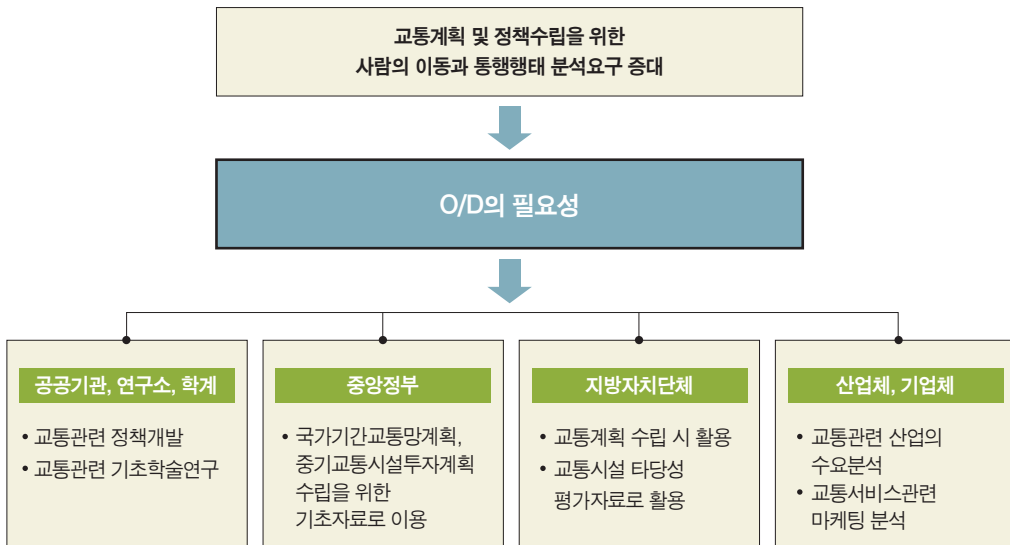 교통계획 및 정책수립을 위한
사람의 이동과 통행행태 분석요구 증대
O/D의 필요성
공공기관, 연구소, 학계
• 교통관련 정책개발
• 교통관련 기초학술연구
중앙정부
• 국가기간교통망계획,
중기교통시설투자계획
수립을 위한
기초자료로 이용
지방자치단체
• 교통계획 수립 시 활용
• 교통시설 타당성
평가자료로 활용
산업체, 기업체
• 교통관련 산업의
수요분석
• 교통서비스관련
마케팅 분석